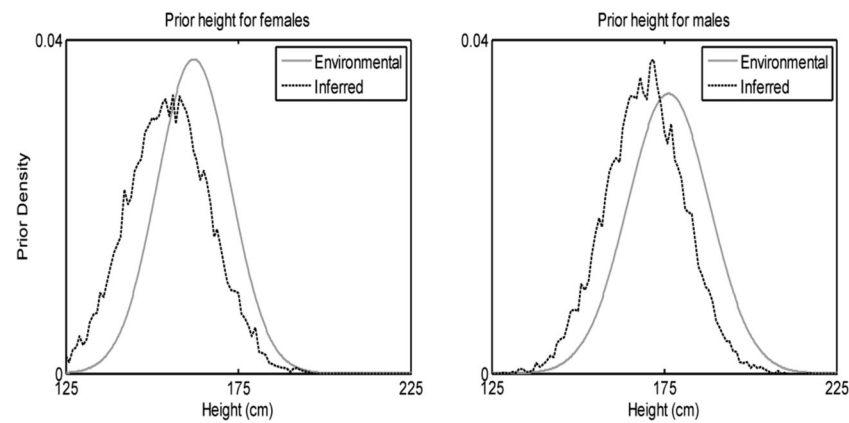 Prior height for females
0.04
Environmental
Inferred
Prior Density
0
125
175
225
Height (cm)
Prior height for males
0.04
Environmental
Inferred
0
125
175
225
Height (cm)